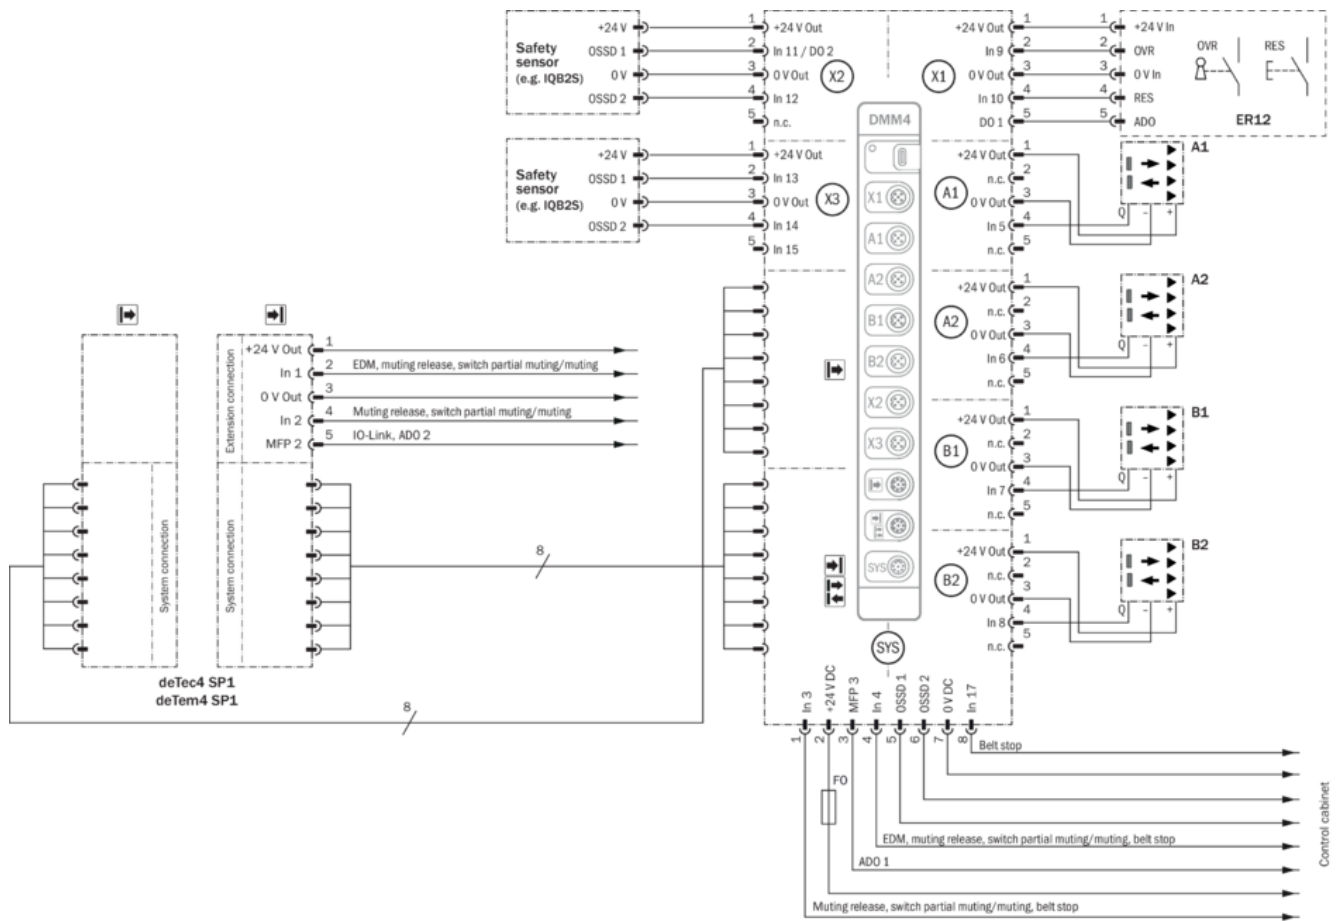 Safety
sensor
(e.g. IQB2S)
+24 V
OSSD 1
0 V
OSSD 2
1
2
3
4
5
+24 V Out
In 11 / DO 2
0 V Out
In 12
n.c.
X2
X1
+24 V Out
In 9
0 V Out
In 10
DO 1
1
2
3
4
5
1
2
3
4
5
+24 V In
OVR
0 V In
RES
ADO
OVR
RES
ER12
Safety
sensor
(e.g. IQB2S)
+24 V
OSSD 1
0 V
OSSD 2
1
2
3
4
5
+24 V Out
In 13
0 V Out
In 14
In 15
X3
DMM4
X1
A1
A2
B1
B2
X2
X3
SYS
SYS
A1
+24 V Out
n.c.
0 V Out
In 5
n.c.
1
2
3
4
5
A1
Q
–
+
A2
+24 V Out
n.c.
0 V Out
In 6
n.c.
1
2
3
4
5
A2
Q
–
+
B1
+24 V Out
n.c.
0 V Out
In 7
n.c.
1
2
3
4
5
B1
Q
–
+
B2
+24 V Out
n.c.
0 V Out
In 8
n.c.
1
2
3
4
5
B2
Q
–
+
Extension connection
+24 V Out
In 1
0 V Out
In 2
MFP 2
1
2
3
4
5
EDM, muting release, switch partial muting/muting
Muting release, switch partial muting/muting
IO-Link, ADO 2
System connection
System connection
8
8
deTec4 SP1
deTem4 SP1
In 3
+24 V DC
MFP 3
In 4
OSSD 1
OSSD 2
0 V DC
In 17
1
2
3
4
5
6
7
8
Belt stop
F0
EDM, muting release, switch partial muting/muting, belt stop
ADO 1
Muting release, switch partial muting/muting, belt stop
Control cabinet